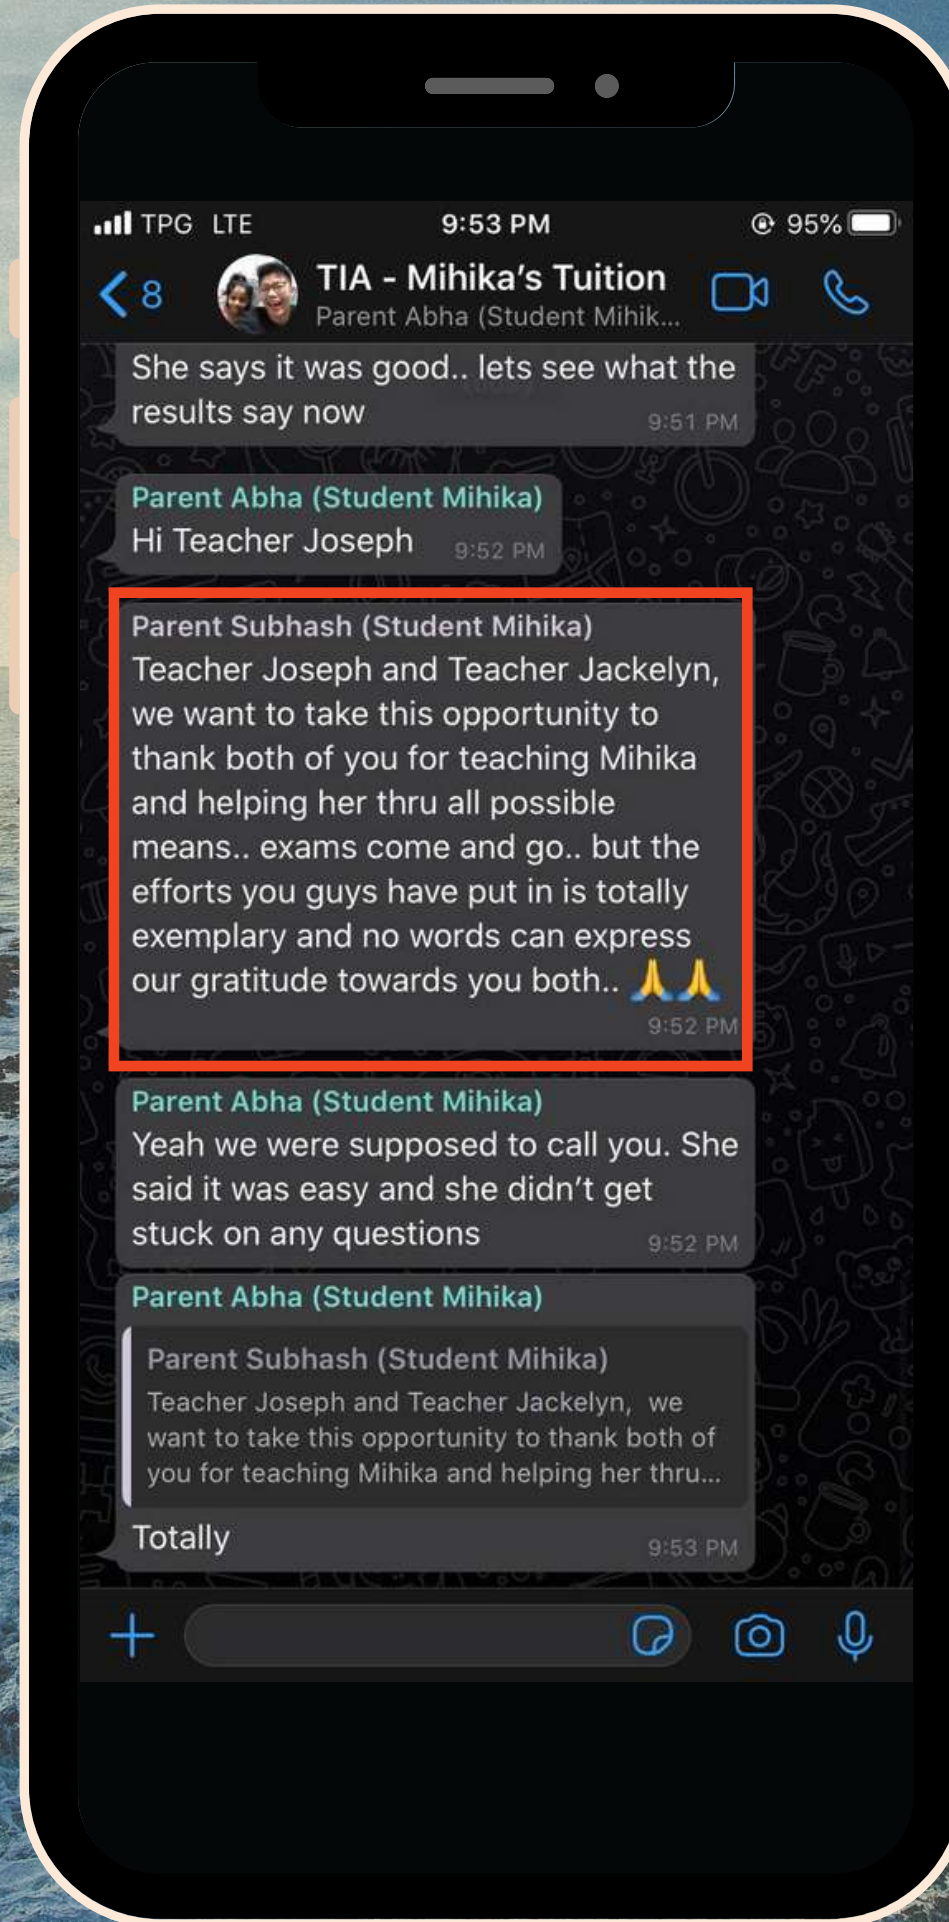 TPG LTE 9:53 PM 95%
8 TIA - Mihika's Tuition
Parent Abha (Student Mihik...
She says it was good.. lets see what the
results say now 9:51 PM
Parent Abha (Student Mihika)
Hi Teacher Joseph 9:52 PM
Parent Subhash (Student Mihika)
Teacher Joseph and Teacher Jackelyn,
we want to take this opportunity to
thank both of you for teaching Mihika
and helping her thru all possible
means.. exams come and go.. but the
efforts you guys have put in is totally
exemplary and no words can express
our gratitude towards you both.. 🙏🙏
9:52 PM
Parent Abha (Student Mihika)
Yeah we were supposed to call you. She
said it was easy and she didn't get
stuck on any questions 9:52 PM
Parent Abha (Student Mihika)
Parent Subhash (Student Mihika)
Teacher Joseph and Teacher Jackelyn, we
want to take this opportunity to thank both of
you for teaching Mihika and helping her thru...
Totally 9:53 PM